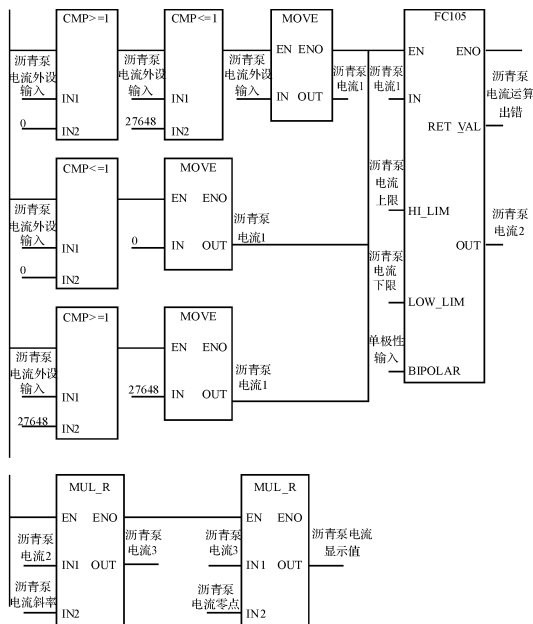 CMP>=1
CMP<=1
MOVE
FC105
EN ENO
EN ENO
沥青泵
电流外设
输入
IN1
沥青泵
电流外设
输入
IN1
沥青泵
电流外设
输入
IN OUT
沥青泵
电流1
沥青泵
电流1
IN
沥青泵
电流运算
出错
0
IN2
27648
IN2
RET_VAL
CMP<=1
MOVE
EN ENO
沥青泵
电流外设
输入
IN1
0
IN OUT
沥青泵
电流1
沥青泵
电流
上限
HI_LIM
沥青泵
电流2
OUT
0
IN2
沥青泵
电流
下限
LOW_LIM
CMP>=1
MOVE
EN ENO
单极性
输入
BIPOLAR
沥青泵
电流外设
输入
IN1
27648
IN OUT
沥青泵
电流1
27648
IN2
MUL_R
MUL_R
EN ENO
EN ENO
沥青泵
电流2
IN1 OUT
沥青泵
电流3
沥青泵
电流3
IN1 OUT
沥青泵电流
显示值
沥青泵
电流斜率
IN2
沥青泵
电流零点
IN2